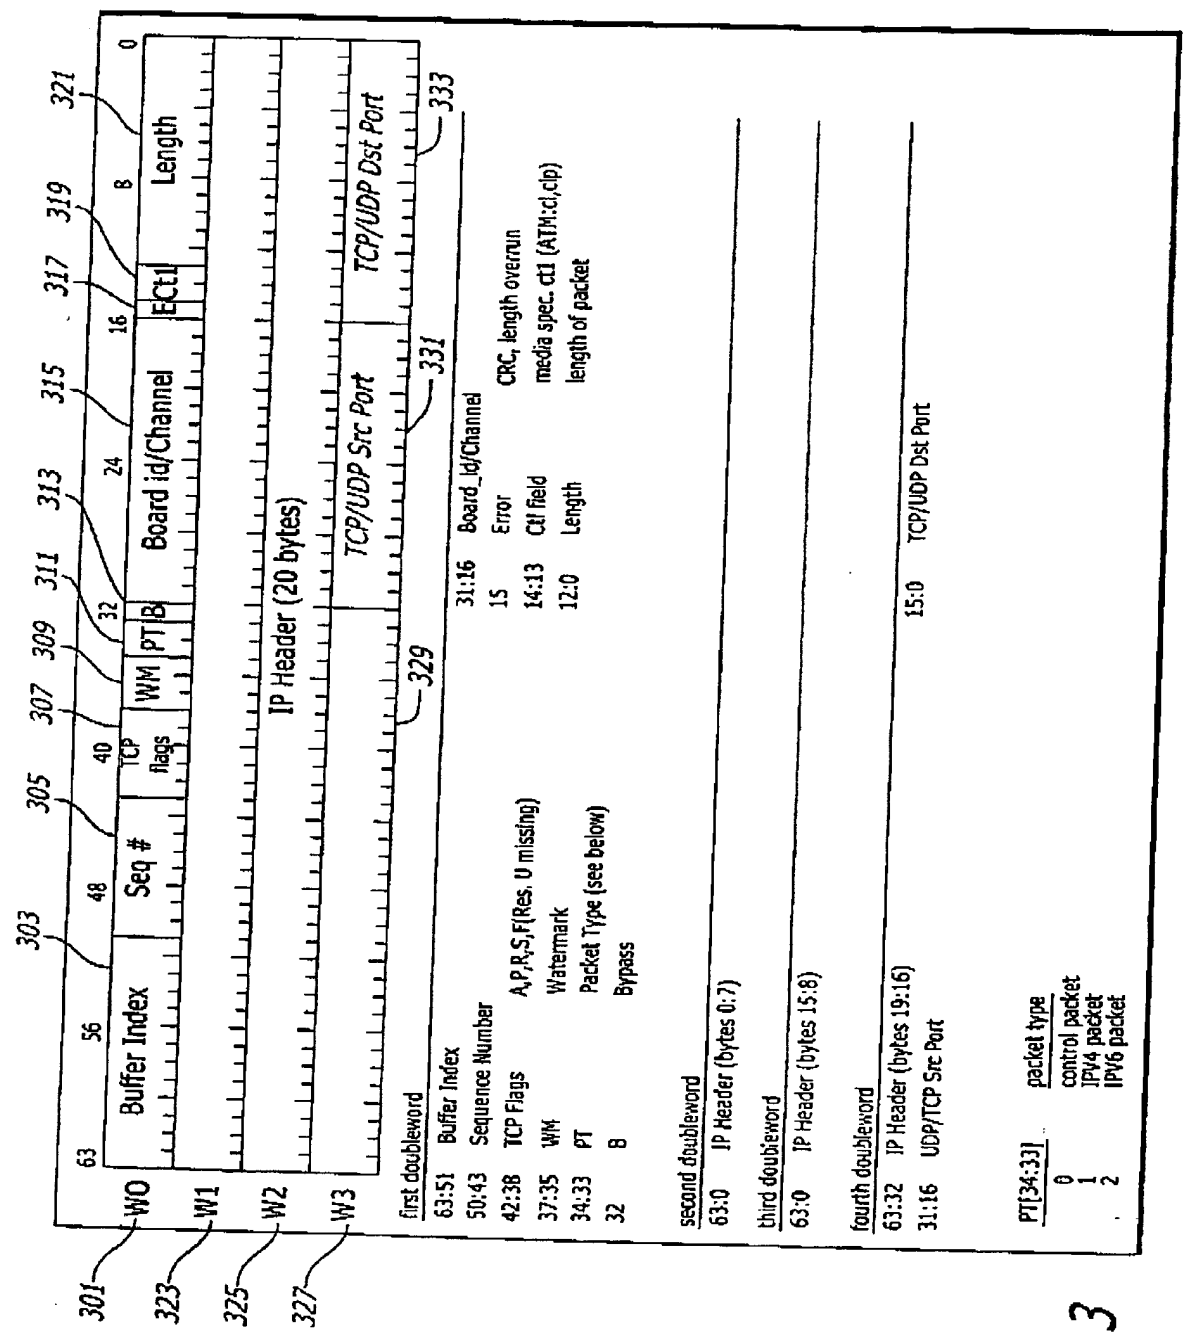 303
305
307
309
311
313
315
317
319
321
63
56
48
40
32
24
16
8
0
301
W0
Buffer Index
Seq #
TCP flags
WM
PT
B
Board id/Channel
E
Ct1
Length
323
W1
325
W2
IP Header (20 bytes)
327
W3
TCP/UDP Src Port
TCP/UDP Dst Port
329
331
333
first doubleword
63:51 Buffer Index
50:43 Sequence Number
42:38 TCP Flags A,P,R,S,F(Res. U missing)
37:35 WM Watermark
34:33 PT Packet Type (see below)
32 B Bypass
31:16 Board_Id/Channel
15 Error CRC, length overrun
14:13 Ctl field media spec. ct1 (ATM:cl,clp)
12:0 Length length of packet
second doubleword
63:0 IP Header (bytes 0:7)
third doubleword
63:0 IP Header (bytes 15:8)
fourth doubleword
63:32 IP Header (bytes 19:16)
31:16 UDP/TCP Src Port
15:0 TCP/UDP Dst Port
PT[34:33] packet type
0 control packet
1 IPV4 packet
2 IPV6 packet
3